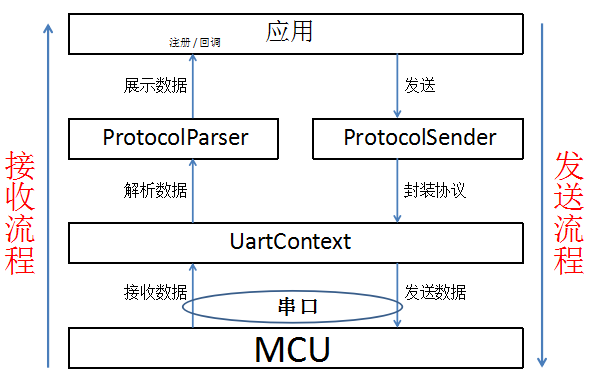 应用
注册 / 回调
展示数据
发送
ProtocolParser
ProtocolSender
接收流程
发送流程
解析数据
封装协议
UartContext
接收数据
串口
发送数据
MCU